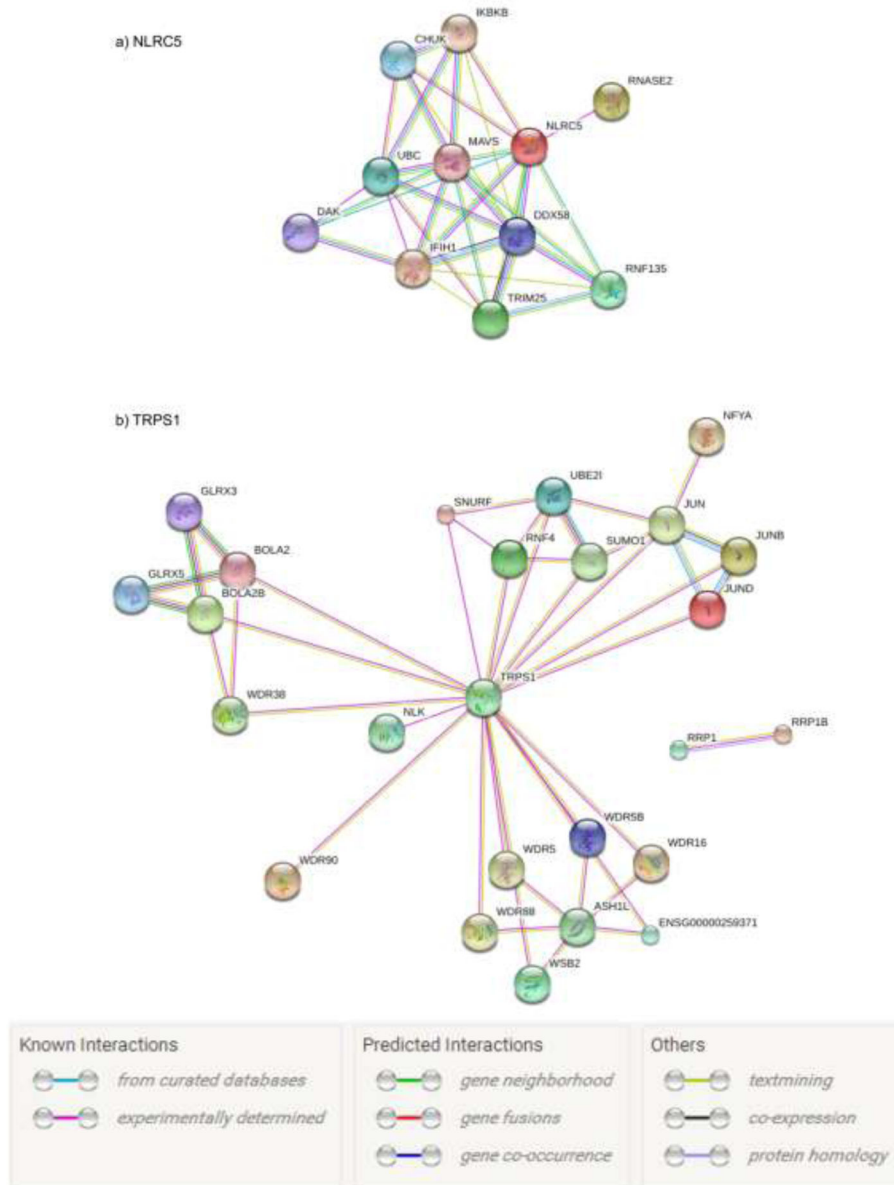 a) NLRC5
IKBKB
CHUK
RNASE2
NLRC5
MAVS
UBC
DAK
DDX58
IFIH1
RNF135
TRIM25
b) TRPS1
NFYA
GLRX3
UBE2I
SNURF
JUN
RNF4
SUMO1
JUNB
BOLA2
GLRX5
BOLA2B
JUND
TRPS1
WDR38
NLK
RRP1B
RRP1
WDR5B
WDR5
WDR16
WDR90
ASH1L
WDR88
ENSG00000259371
WSB2
Known Interactions
from curated databases
experimentally determined
Predicted Interactions
gene neighborhood
gene fusions
gene co-occurrence
Others
textmining
co-expression
protein homology